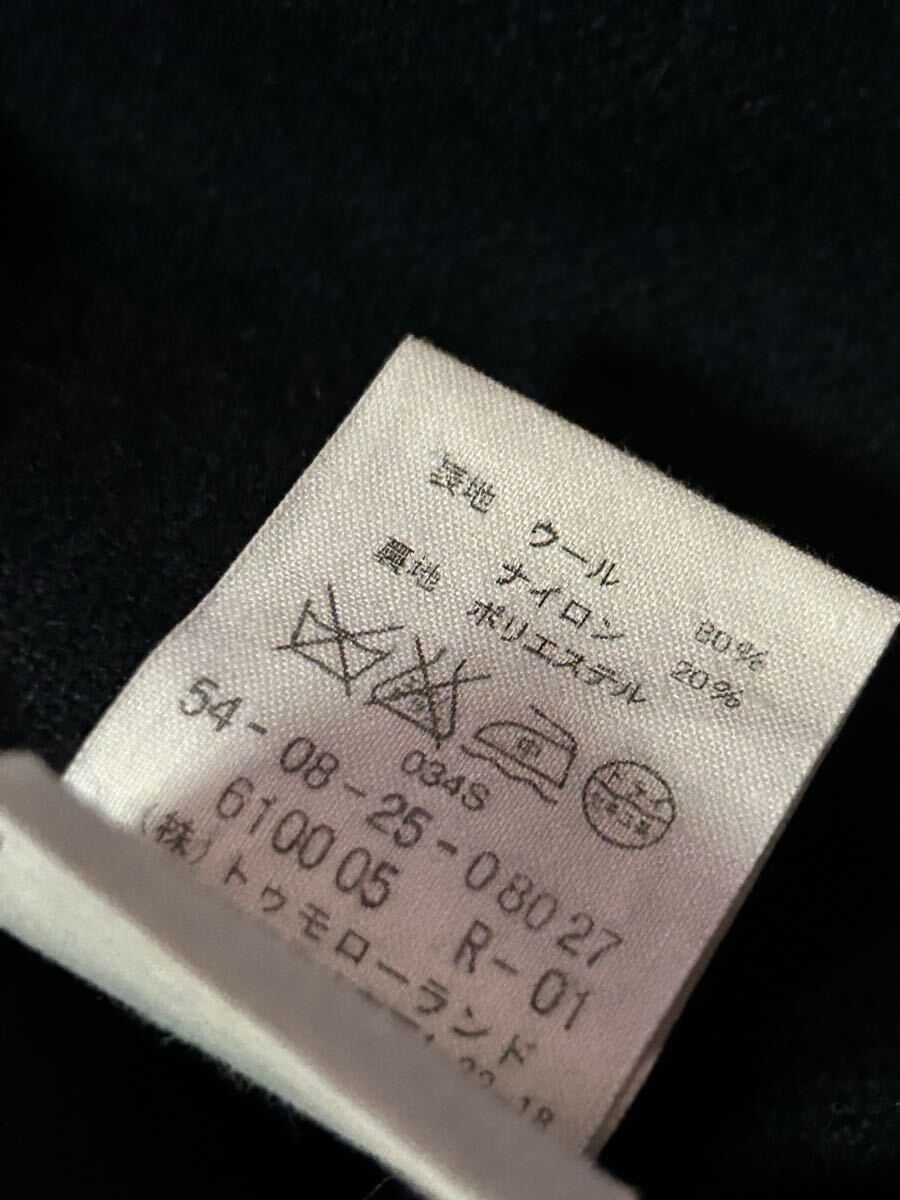 表地 ウール 80%
ナイロン 20%
裏地 ポリエステル
034S
54-08-25-08027
610005 R-01
(株)トゥモローランド